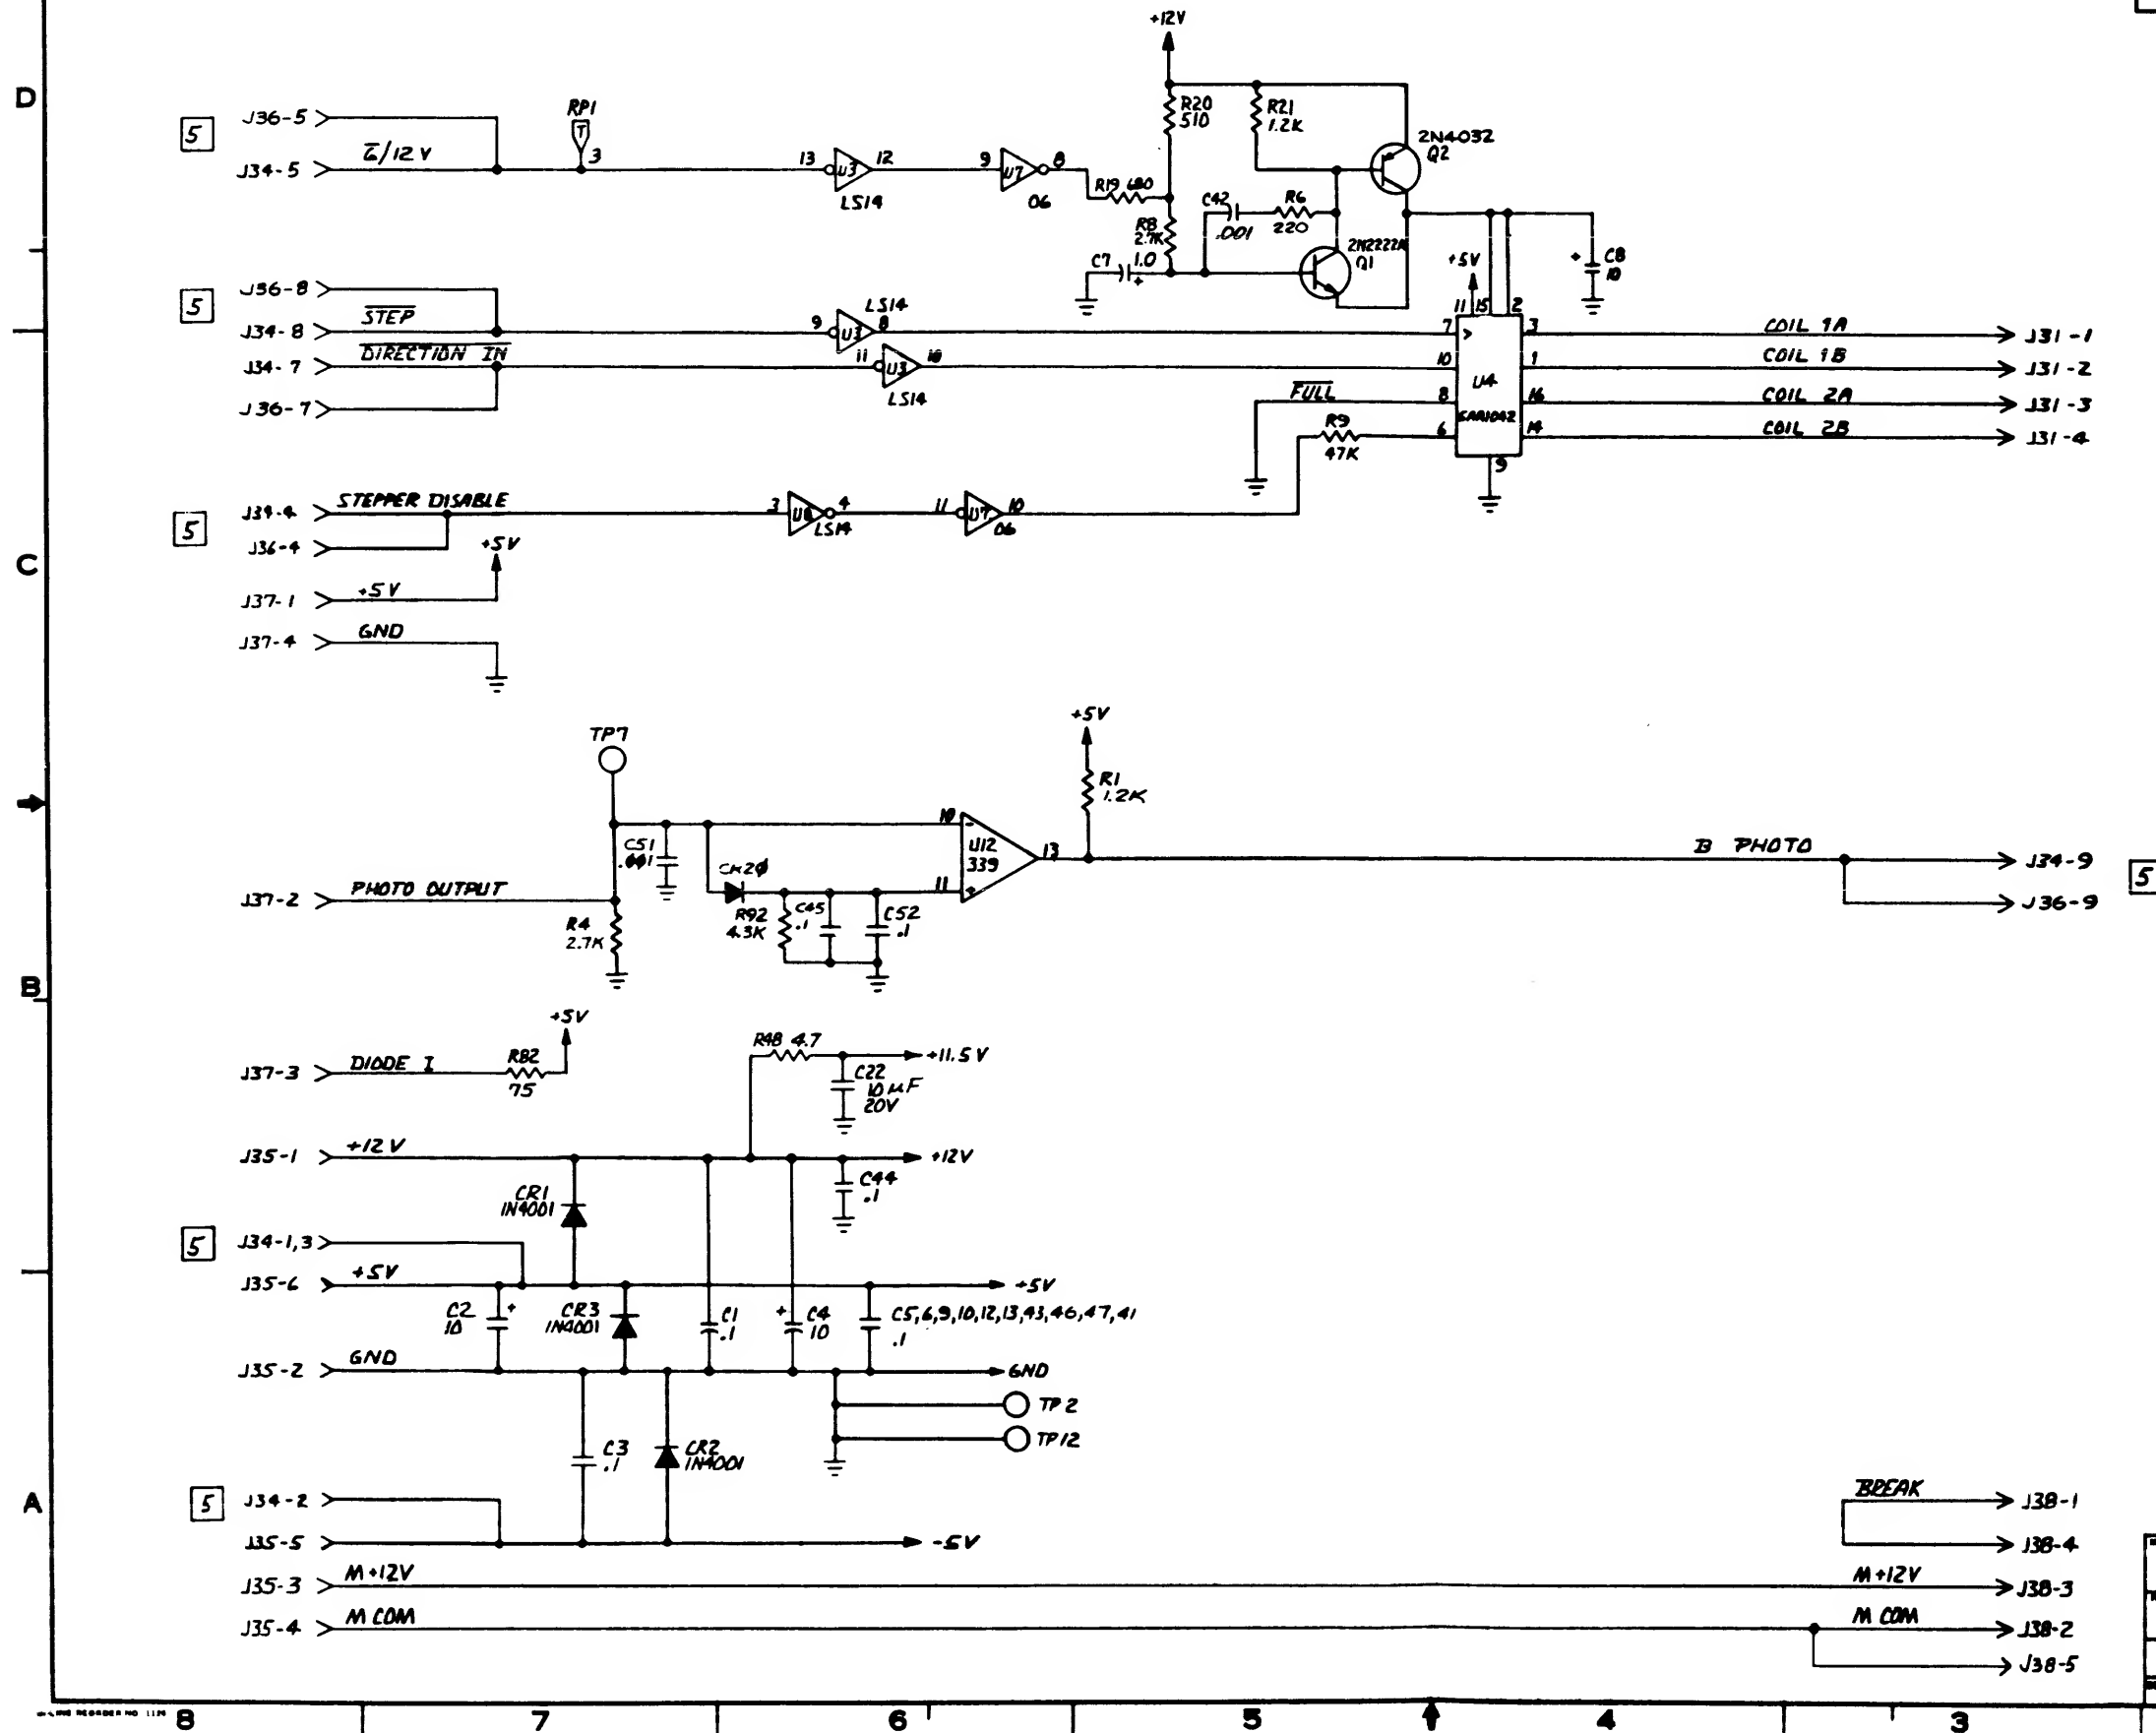 +12V
D
J36-5
RP1
R20
510
R21
1.2K
2N4032
Q2
5
G/12 V
J34-5
3
13
U3
12
LS14
9
U7
8
06
R19 680
C42
.001
R6
220
R8
2.7K
2N2222A
Q1
C7
1.0
+
+5V
+
C8
10
J36-8
5
STEP
J34-8
9
U3
8
LS14
11
15
2
7
3
COIL 1A
J31-1
DIRECTION IN
J34-7
11
U3
10
LS14
10
1
COIL 1B
J31-2
U4
J36-7
FULL
8
SAA1042
16
COIL 2A
J31-3
R9
47K
6
14
COIL 2B
J31-4
9
STEPPER DISABLE
J34-4
5
3
4
LS14
11
U7
10
06
J36-4
+5V
C
J37-1
+5V
GND
J37-4
TP7
+5V
R1
1.2K
10
-
C51
.001
U12
339
13
B PHOTO
J34-9
CR20
11
+
PHOTO OUTPUT
J37-2
5
J36-9
R4
2.7K
R92
4.3K
C45
.1
C52
.1
B
+5V
R48 4.7
+11.5V
DIODE I
J37-3
R82
75
C22
10 µF
20V
J35-1
+12V
+12V
C44
.1
CR1
1N4001
5
J34-1,3
J35-6
+5V
+5V
C2
10
+
CR3
1N4001
C1
.1
+
C4
10
C5,6,9,10,12,13,43,46,47,41
.1
J35-2
GND
GND
TP2
TP12
C3
.1
CR2
1N4001
A
5
J34-2
BREAK
J38-1
J35-5
-5V
J38-4
J35-3
M+12V
M+12V
J38-3
J35-4
M COM
M COM
J38-2
J38-5
8
7
6
5
4
3